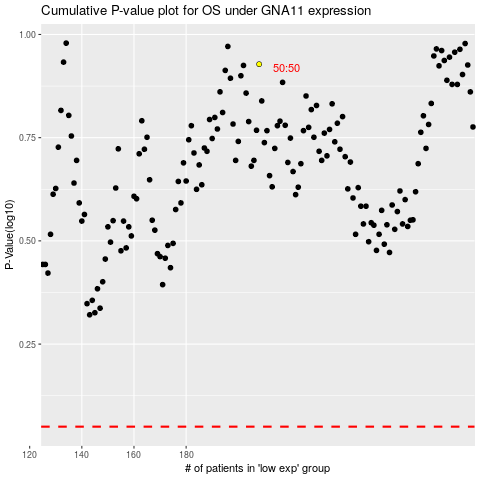 Cumulative P-value plot for OS under GNA11 expression
1.00
50:50
0.75
0.50
0.25
P-Value(log10)
120 140 160 180
# of patients in 'low exp' group